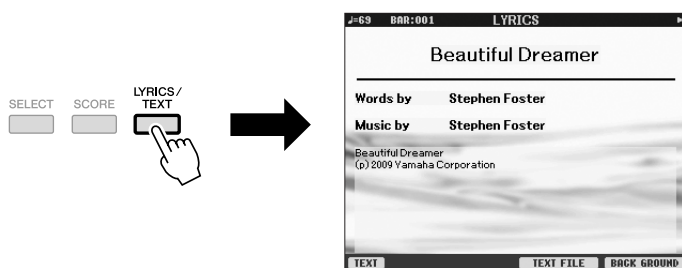 SELECT SCORE LYRICS/
TEXT
♩=69 BAR:001 LYRICS
Beautiful Dreamer
Words by Stephen Foster
Music by Stephen Foster
Beautiful Dreamer
(p) 2009 Yamaha Corporation
TEXT TEXT FILE BACK GROUND